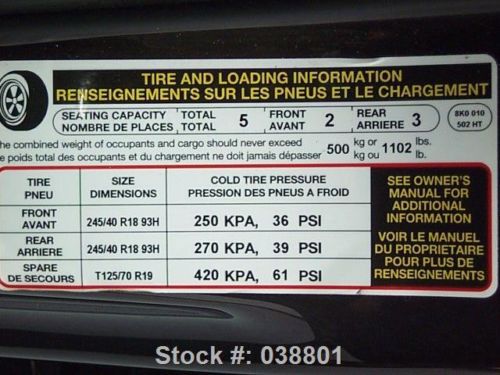 TIRE AND LOADING INFORMATION
RENSEIGNEMENTS SUR LES PNEUS ET LE CHARGEMENT
SEATING CAPACITY TOTAL 5 FRONT 2 REAR 3
NOMBRE DE PLACES TOTAL AVANT ARRIERE
8K0 010
502 HT
The combined weight of occupants and cargo should never exceed 500 kg or 1102 lbs.
Le poids total des occupants et du chargement ne doit jamais dépasser kg ou lb.
TIRE SIZE COLD TIRE PRESSURE
PNEU DIMENSIONS PRESSION DES PNEUS A FROID
FRONT
AVANT 245/40 R18 93H 250 KPA, 36 PSI
REAR
ARRIERE 245/40 R18 93H 270 KPA, 39 PSI
SPARE
DE SECOURS T125/70 R19 420 KPA, 61 PSI
SEE OWNER'S
MANUAL FOR
ADDITIONAL
INFORMATION
VOIR LE MANUEL
DU PROPRIETAIRE
POUR PLUS DE
RENSEIGNEMENTS
Stock #: 038801